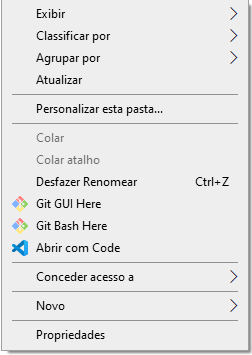 Exibir
Classificar por
Agrupar por
Atualizar
Personalizar esta pasta...
Colar
Colar atalho
Desfazer Renomear Ctrl+Z
Git GUI Here
Git Bash Here
Abrir com Code
Conceder acesso a
Novo
Propriedades